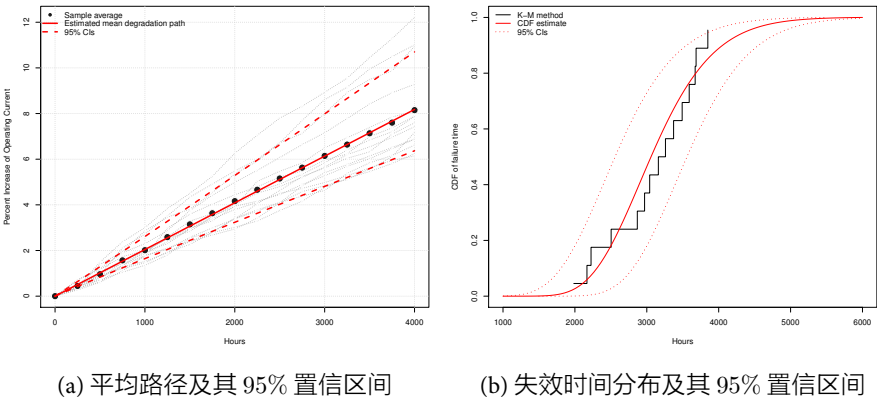 Sample average
Estimated mean degradation path
95% CIs
Percent Increase of Operating Current
12
10
8
6
4
2
0
0 1000 2000 3000 4000
Hours
K−M method
CDF estimate
95% CIs
CDF of failure time
1.0
0.8
0.6
0.4
0.2
0.0
1000 2000 3000 4000 5000 6000
Hours
(a) 平均路径及其 95% 置信区间
(b) 失效时间分布及其 95% 置信区间